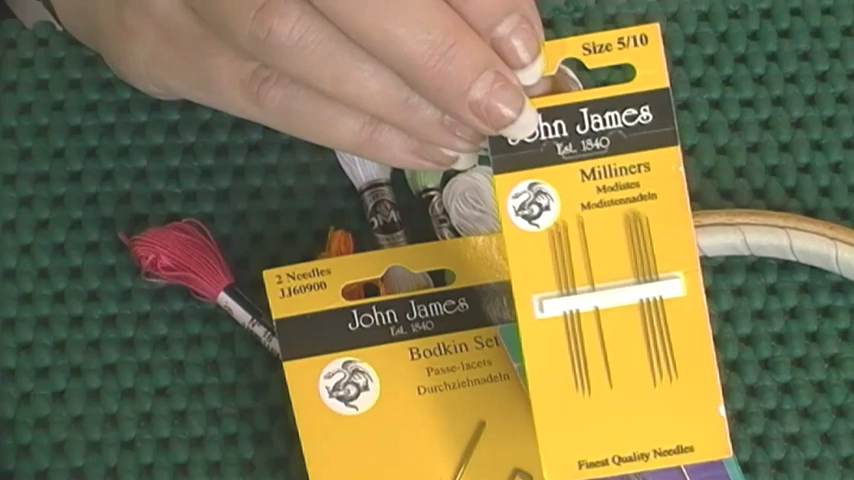 Size 5/10
John James
Est. 1840
Milliners
Modistes
Modistennadeln
Finest Quality Needles
2 Needles
JJ60900
John James
Est. 1840
Bodkin Set
Passe-lacets
Durchziehnadeln
DMC